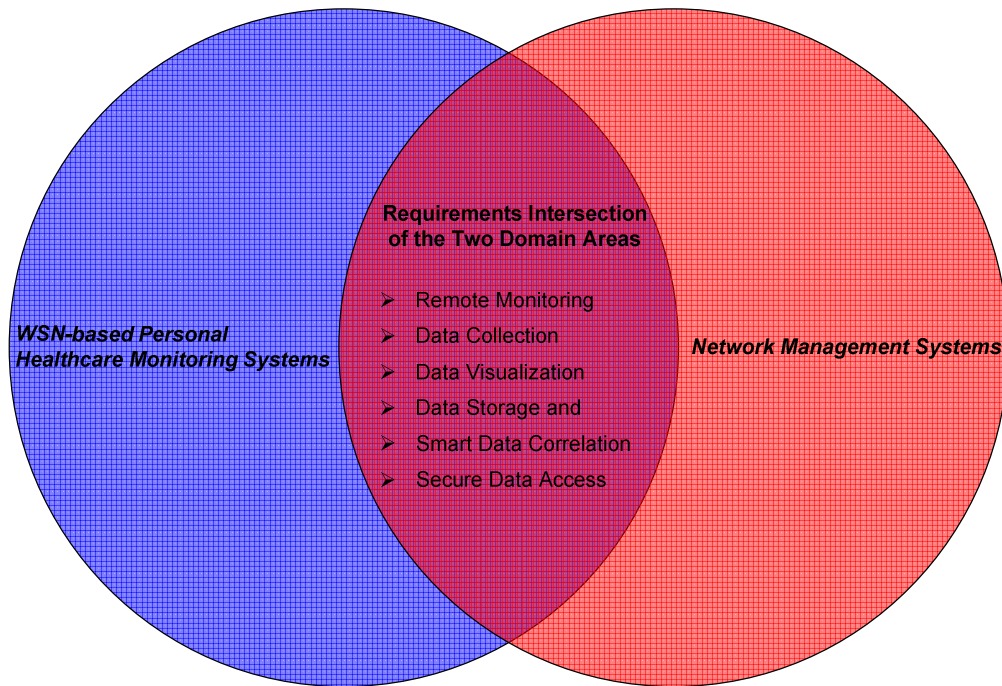 Requirements Intersection
of the Two Domain Areas
➢ Remote Monitoring
➢ Data Collection
➢ Data Visualization
➢ Data Storage and
➢ Smart Data Correlation
➢ Secure Data Access
WSN-based Personal
Healthcare Monitoring Systems
Network Management Systems